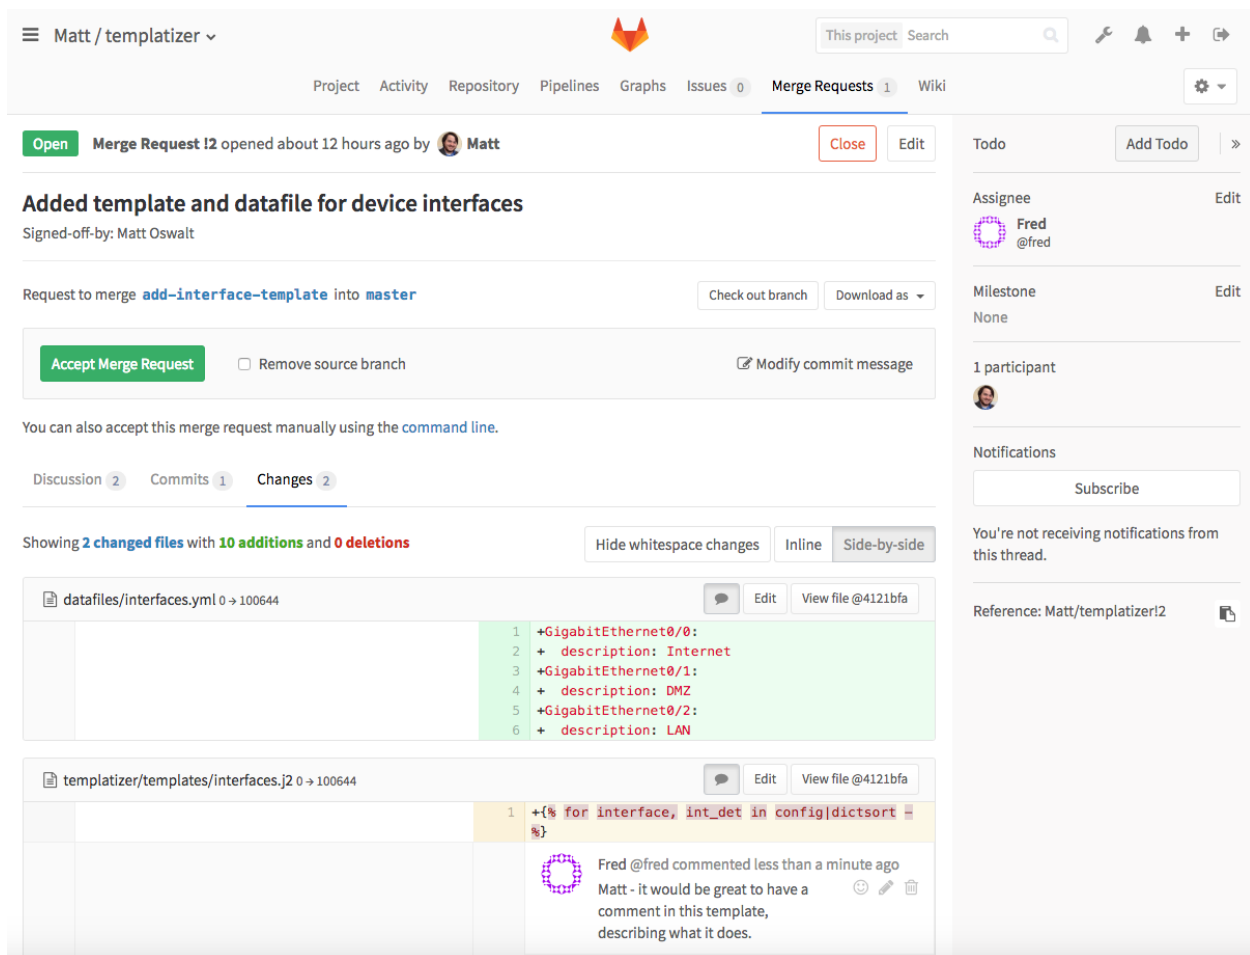 Matt / templatizer
This project Search
Project Activity Repository Pipelines Graphs Issues 0 Merge Requests 1 Wiki
Open Merge Request !2 opened about 12 hours ago by Matt
Close Edit
Added template and datafile for device interfaces
Signed-off-by: Matt Oswalt
Request to merge add-interface-template into master
Check out branch Download as
Accept Merge Request Remove source branch Modify commit message
You can also accept this merge request manually using the command line.
Discussion 2 Commits 1 Changes 2
Showing 2 changed files with 10 additions and 0 deletions
Hide whitespace changes Inline Side-by-side
datafiles/interfaces.yml 0 → 100644
Edit View file @4121bfa
1 +GigabitEthernet0/0:
2 +  description: Internet
3 +GigabitEthernet0/1:
4 +  description: DMZ
5 +GigabitEthernet0/2:
6 +  description: LAN
templatizer/templates/interfaces.j2 0 → 100644
Edit View file @4121bfa
1 +{% for interface, int_det in config|dictsort -
%}
Fred @fred commented less than a minute ago
Matt - it would be great to have a
comment in this template,
describing what it does.
Todo Add Todo »
Assignee Edit
Fred
@fred
Milestone Edit
None
1 participant
Notifications
Subscribe
You're not receiving notifications from
this thread.
Reference: Matt/templatizer!2